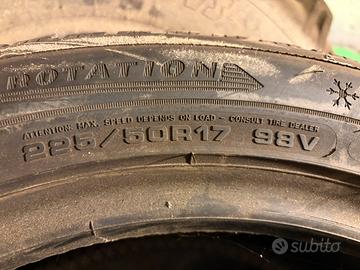 ROTATION
ATTENTION: MAX. SPEED DEPENDS ON LOAD - CONSULT TIRE DEALER
225/50R17 98V
subito